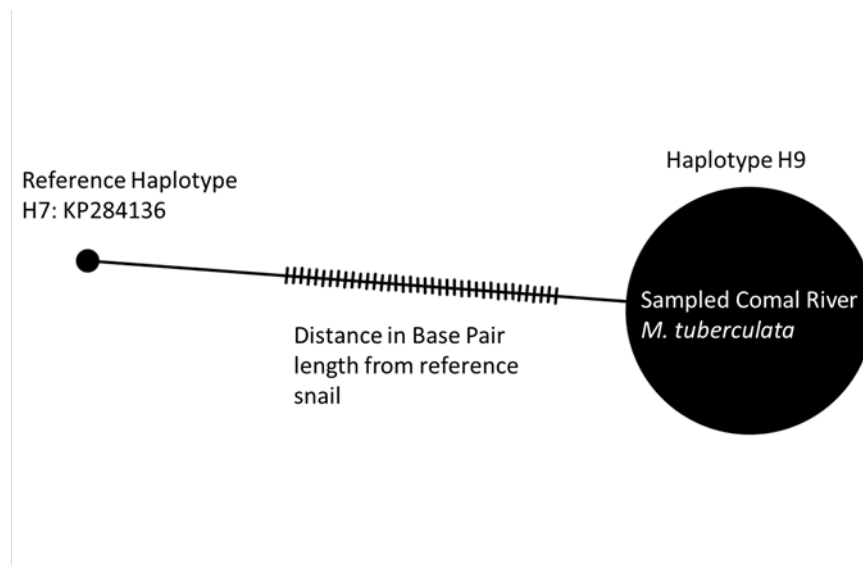 Reference Haplotype
H7: KP284136
Haplotype H9
Sampled Comal River
M. tuberculata
Distance in Base Pair
length from reference
snail